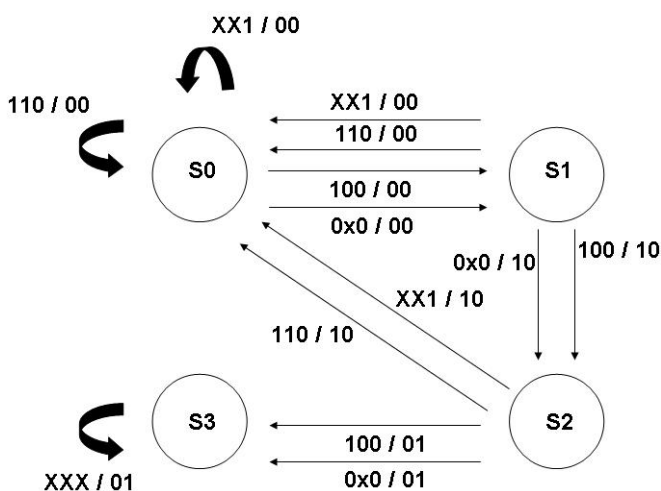 XX1 / 00
110 / 00
XX1 / 00
110 / 00
S0
S1
100 / 00
0x0 / 00
0x0 / 10
100 / 10
XX1 / 10
110 / 10
S3
S2
100 / 01
XXX / 01
0x0 / 01